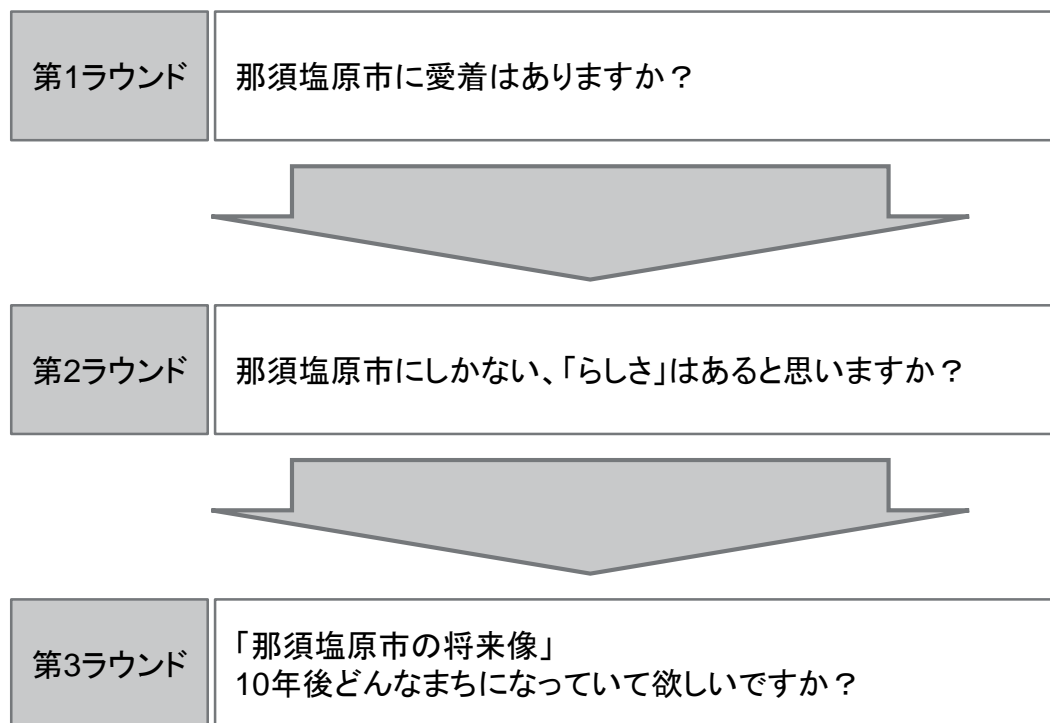 第1ラウンド
那須塩原市に愛着はありますか？
第2ラウンド
那須塩原市にしかない、「らしさ」はあると思いますか？
第3ラウンド
「那須塩原市の将来像」
10年後どんなまちになっていて欲しいですか？